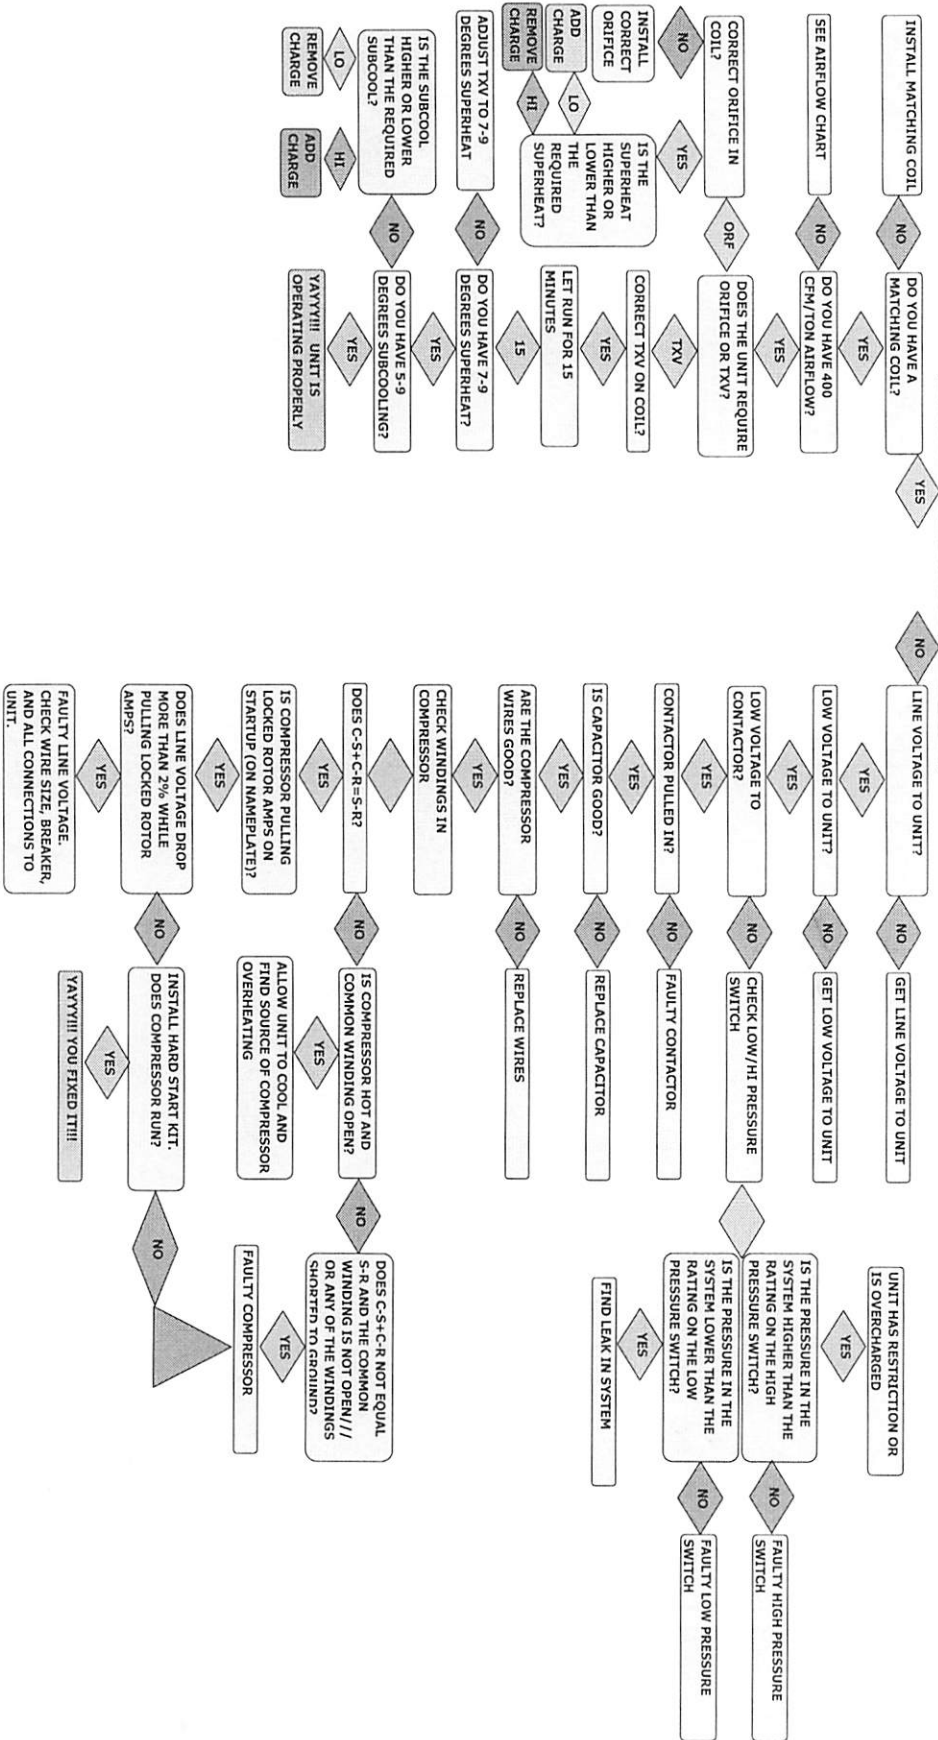 INSTALL MATCHING COIL
NO
DO YOU HAVE A
MATCHING COIL?
YES
YES
SEE AIRFLOW CHART
NO
DO YOU HAVE 400
CFM/TON AIRFLOW?
YES
CORRECT ORIFICE IN
COIL?
ORF
DOES THE UNIT REQUIRE
ORIFICE OR TXV?
NO
YES
TXV
INSTALL
CORRECT
ORIFICE
IS THE
SUPERHEAT
HIGHER OR
LOWER THAN
THE
REQUIRED
SUPERHEAT?
CORRECT TXV ON COIL?
ADD
CHARGE
LO
YES
REMOVE
CHARGE
HI
LET RUN FOR 15
MINUTES
15
ADJUST TXV TO 7-9
DEGREES SUPERHEAT
NO
DO YOU HAVE 7-9
DEGREES SUPERHEAT?
YES
IS THE SUBCOOL
HIGHER OR LOWER
THAN THE REQUIRED
SUBCOOL?
NO
DO YOU HAVE 5-9
DEGREES SUBCOOLING?
LO
HI
YES
REMOVE
CHARGE
ADD
CHARGE
YAYYY!!! UNIT IS
OPERATING PROPERLY
NO
LINE VOLTAGE TO UNIT?
NO
GET LINE VOLTAGE TO UNIT
YES
LOW VOLTAGE TO UNIT?
NO
GET LOW VOLTAGE TO UNIT
YES
LOW VOLTAGE TO
CONTACTOR?
NO
CHECK LOW/HI PRESSURE
SWITCH
YES
CONTACTOR PULLED IN?
NO
FAULTY CONTACTOR
YES
IS CAPACITOR GOOD?
NO
REPLACE CAPACITOR
YES
ARE THE COMPRESSOR
WIRES GOOD?
NO
REPLACE WIRES
YES
CHECK WINDINGS IN
COMPRESSOR
DOES C-S+C-R=S-R?
NO
IS COMPRESSOR HOT AND
COMMON WINDING OPEN?
NO
DOES C-S+C-R NOT EQUAL
S-R AND THE COMMON
WINDING IS NOT OPEN///
OR ANY OF THE WINDINGS
SHORTED TO GROUND?
YES
YES
YES
IS COMPRESSOR PULLING
LOCKED ROTOR AMPS ON
STARTUP (ON NAMEPLATE)?
ALLOW UNIT TO COOL AND
FIND SOURCE OF COMPRESSOR
OVERHEATING
FAULTY COMPRESSOR
YES
DOES LINE VOLTAGE DROP
MORE THAN 2% WHILE
PULLING LOCKED ROTOR
AMPS?
NO
INSTALL HARD START KIT.
DOES COMPRESSOR RUN?
NO
YES
YES
FAULTY LINE VOLTAGE.
CHECK WIRE SIZE, BREAKER,
AND ALL CONNECTIONS TO
UNIT.
YAYYY!!! YOU FIXED IT!!!
UNIT HAS RESTRICTION OR
IS OVERCHARGED
YES
IS THE PRESSURE IN THE
SYSTEM HIGHER THAN THE
RATING ON THE HIGH
PRESSURE SWITCH?
NO
FAULTY HIGH PRESSURE
SWITCH
IS THE PRESSURE IN THE
SYSTEM LOWER THAN THE
RATING ON THE LOW
PRESSURE SWITCH?
NO
FAULTY LOW PRESSURE
SWITCH
YES
FIND LEAK IN SYSTEM